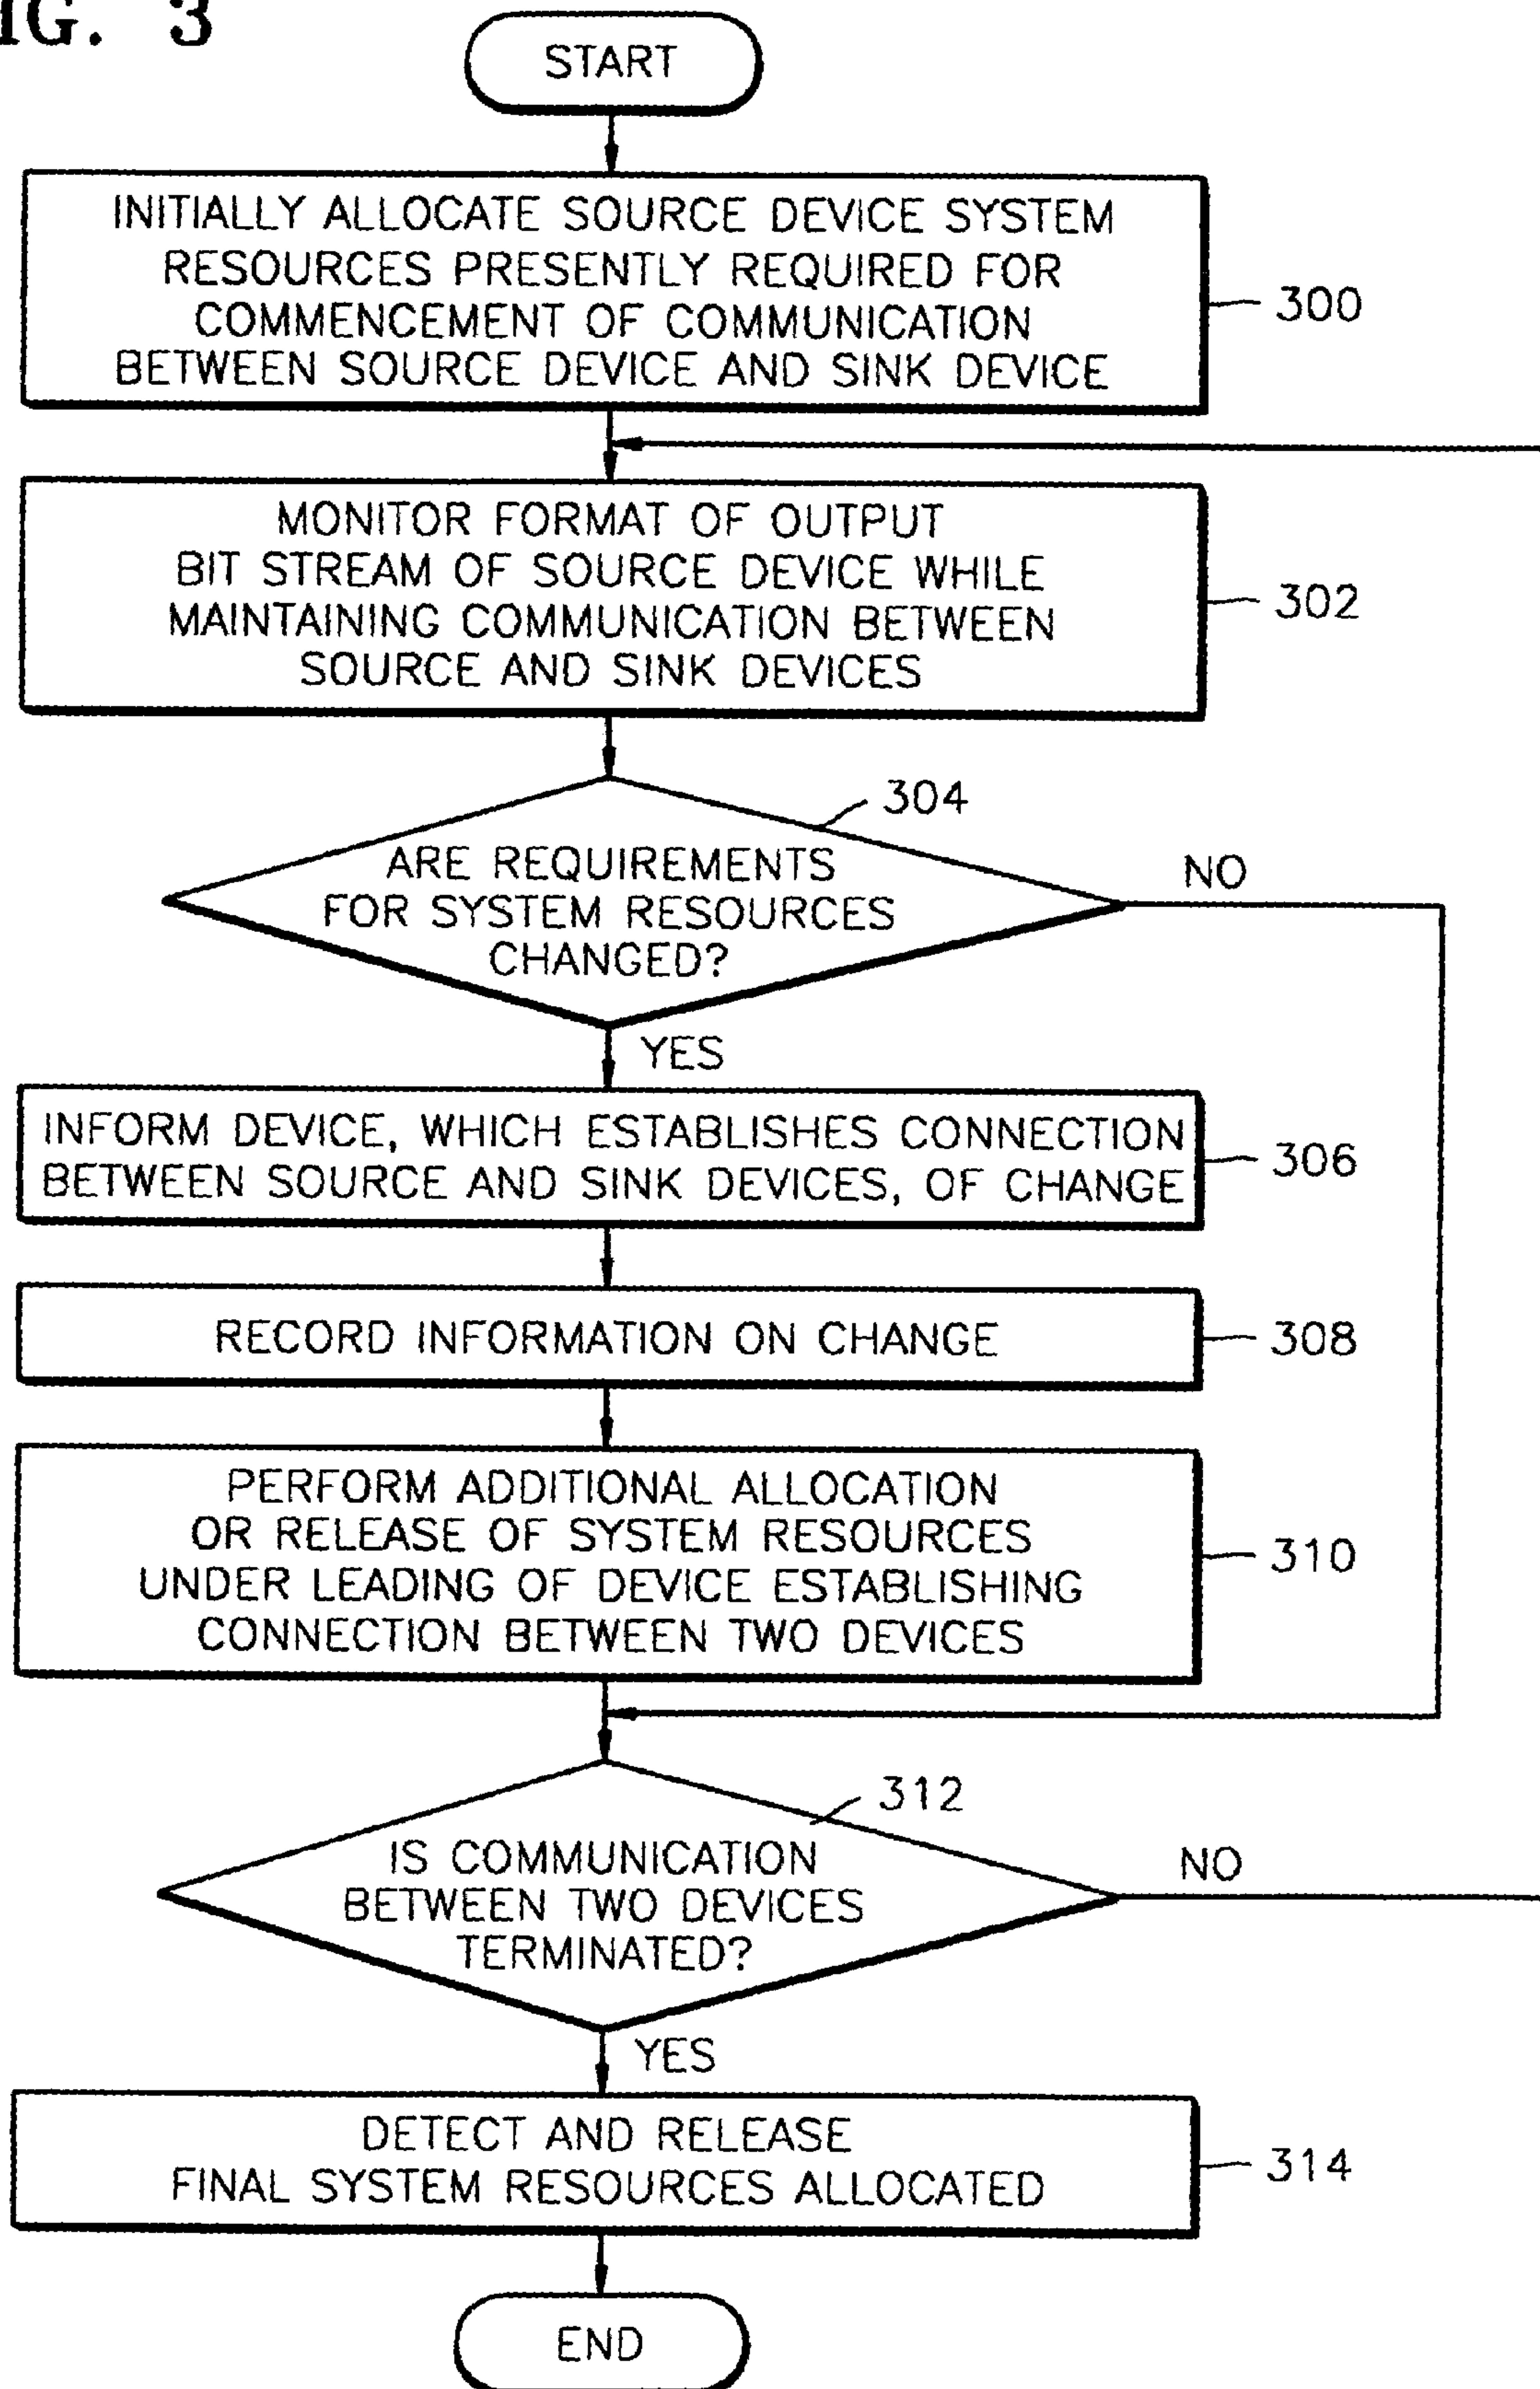 IG. 3
START
INITIALLY ALLOCATE SOURCE DEVICE SYSTEM
RESOURCES PRESENTLY REQUIRED FOR
COMMENCEMENT OF COMMUNICATION
BETWEEN SOURCE DEVICE AND SINK DEVICE
300
MONITOR FORMAT OF OUTPUT
BIT STREAM OF SOURCE DEVICE WHILE
MAINTAINING COMMUNICATION BETWEEN
SOURCE AND SINK DEVICES
302
304
ARE REQUIREMENTS
FOR SYSTEM RESOURCES
CHANGED?
NO
YES
INFORM DEVICE, WHICH ESTABLISHES CONNECTION
BETWEEN SOURCE AND SINK DEVICES, OF CHANGE
306
RECORD INFORMATION ON CHANGE
308
PERFORM ADDITIONAL ALLOCATION
OR RELEASE OF SYSTEM RESOURCES
UNDER LEADING OF DEVICE ESTABLISHING
CONNECTION BETWEEN TWO DEVICES
310
312
IS COMMUNICATION
BETWEEN TWO DEVICES
TERMINATED?
NO
YES
DETECT AND RELEASE
FINAL SYSTEM RESOURCES ALLOCATED
314
END